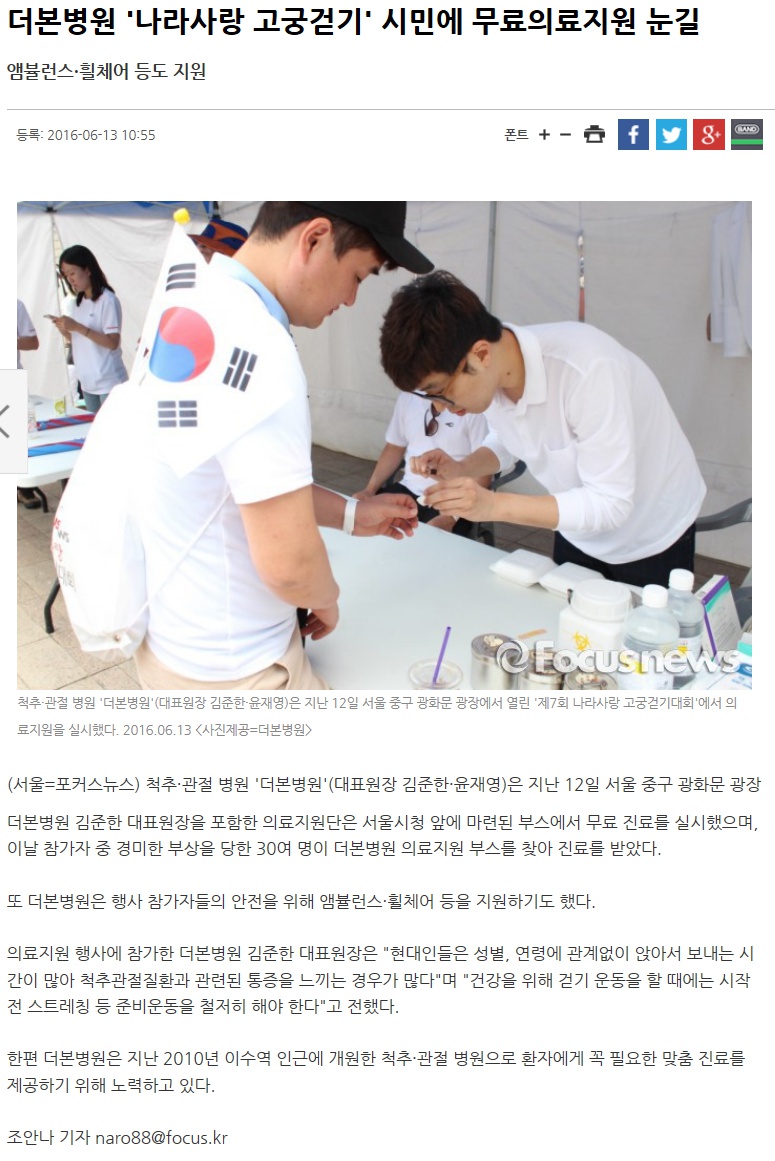 더본병원 '나라사랑 고궁걷기' 시민에 무료의료지원 눈길
앰뷸런스·휠체어 등도 지원
등록: 2016-06-13 10:55
폰트 + −
f
g+
BAND
Focusnews
척추·관절 병원 '더본병원'(대표원장 김준한·윤재영)은 지난 12일 서울 중구 광화문 광장에서 열린 '제7회 나라사랑 고궁걷기대회'에서 의
료지원을 실시했다. 2016.06.13 <사진제공=더본병원>
(서울=포커스뉴스) 척추·관절 병원 '더본병원'(대표원장 김준한·윤재영)은 지난 12일 서울 중구 광화문 광장
더본병원 김준한 대표원장을 포함한 의료지원단은 서울시청 앞에 마련된 부스에서 무료 진료를 실시했으며,
이날 참가자 중 경미한 부상을 당한 30여 명이 더본병원 의료지원 부스를 찾아 진료를 받았다.
또 더본병원은 행사 참가자들의 안전을 위해 앰뷸런스·휠체어 등을 지원하기도 했다.
의료지원 행사에 참가한 더본병원 김준한 대표원장은 "현대인들은 성별, 연령에 관계없이 앉아서 보내는 시
간이 많아 척추관절질환과 관련된 통증을 느끼는 경우가 많다"며 "건강을 위해 걷기 운동을 할 때에는 시작
전 스트레칭 등 준비운동을 철저히 해야 한다"고 전했다.
한편 더본병원은 지난 2010년 이수역 인근에 개원한 척추·관절 병원으로 환자에게 꼭 필요한 맞춤 진료를
제공하기 위해 노력하고 있다.
조안나 기자 naro88@focus.kr